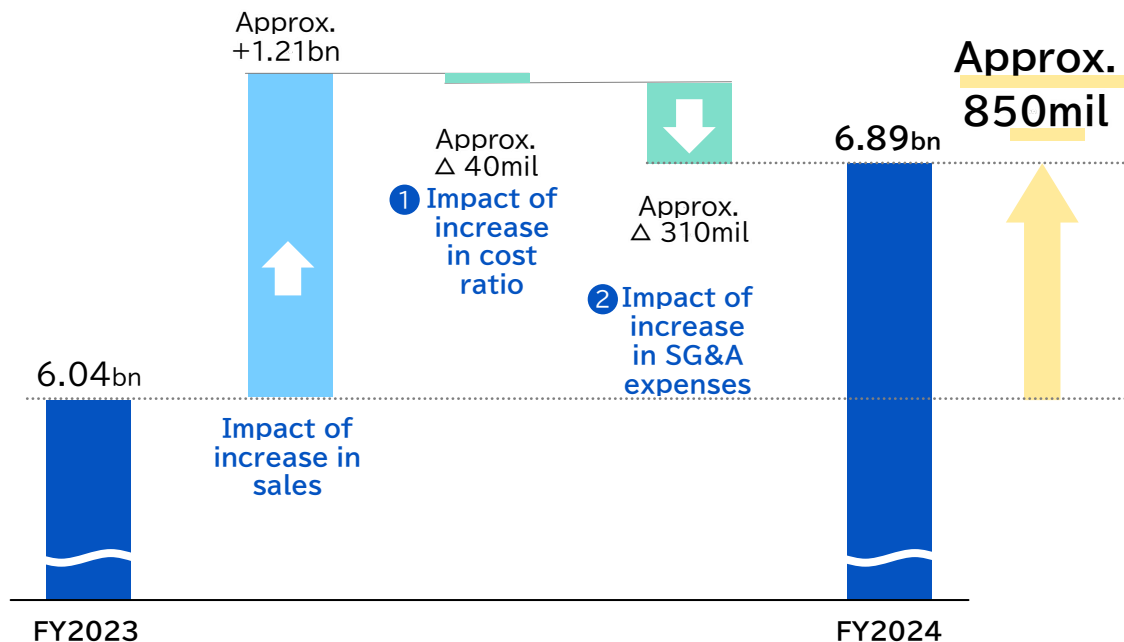 Approx.
+1.21bn
Approx.
850mil
6.89bn
Approx.
△ 40mil
1 Impact of
increase
in cost
ratio
Approx.
△ 310mil
2 Impact of
increase
in SG&A
expenses
6.04bn
Impact of
increase in
sales
FY2023
FY2024